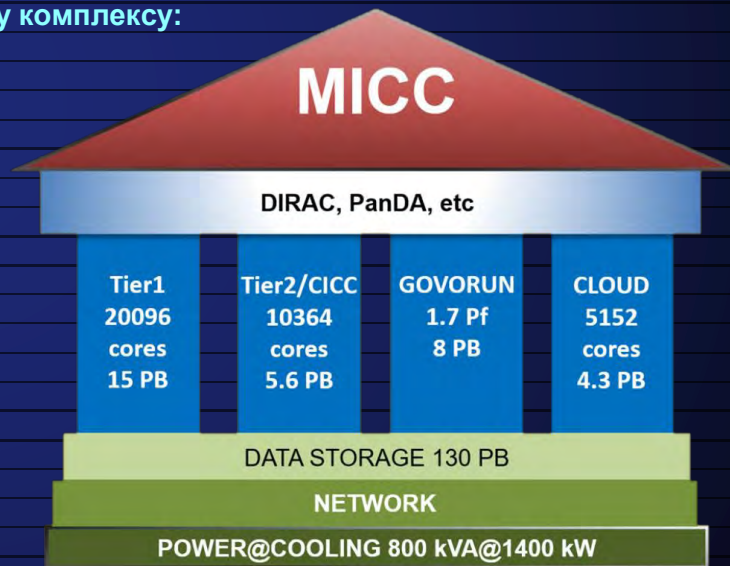 у комплексу:
MICC
DIRAC, PanDA, etc
Tier1
20096
cores
15 PB
Tier2/CICC
10364
cores
5.6 PB
GOVORUN
1.7 Pf
8 PB
CLOUD
5152
cores
4.3 PB
DATA STORAGE 130 PB
NETWORK
POWER@COOLING 800 kVA@1400 kW